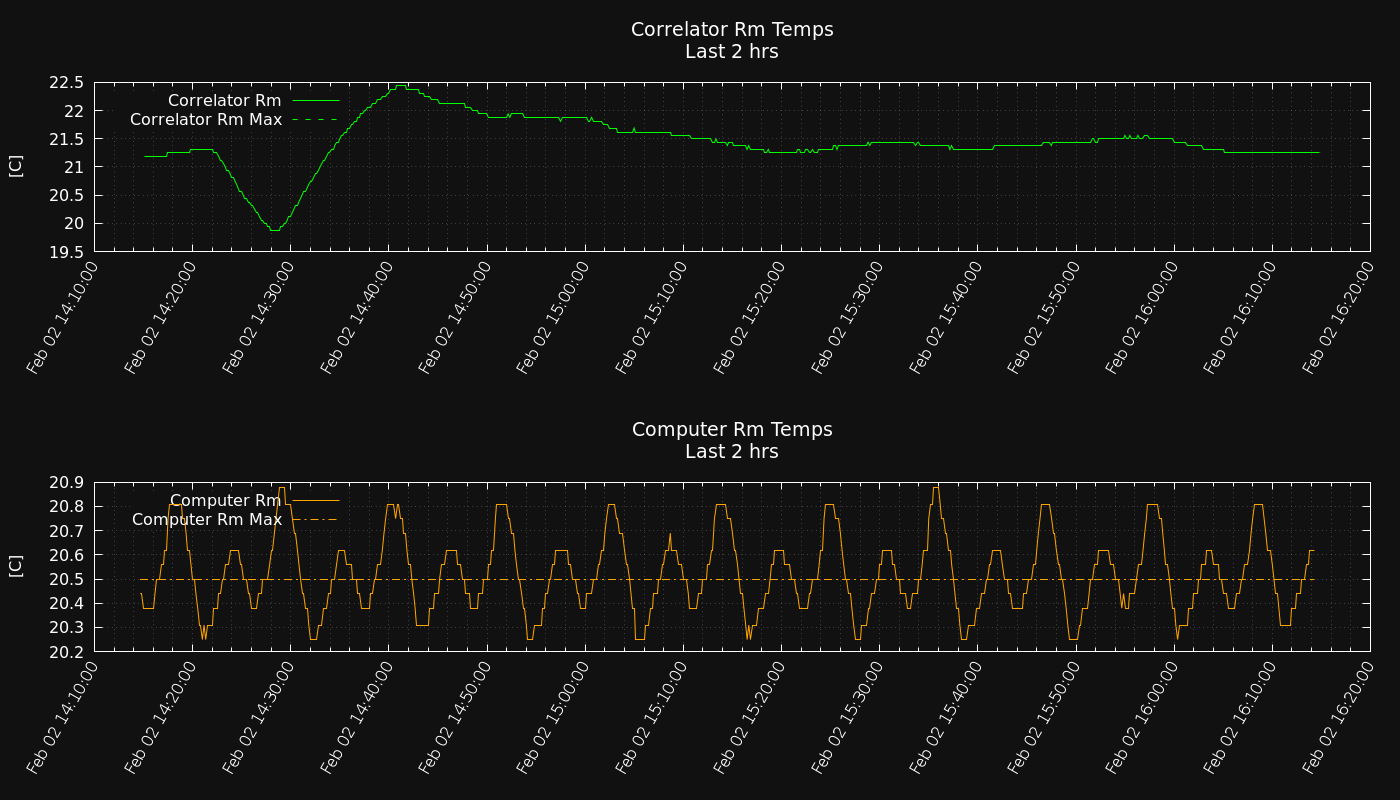 Correlator Rm Temps
Last 2 hrs
22.5
22
21.5
21
20.5
20
19.5
[C]
Correlator Rm
Correlator Rm Max
Feb 02 14:10:00
Feb 02 14:20:00
Feb 02 14:30:00
Feb 02 14:40:00
Feb 02 14:50:00
Feb 02 15:00:00
Feb 02 15:10:00
Feb 02 15:20:00
Feb 02 15:30:00
Feb 02 15:40:00
Feb 02 15:50:00
Feb 02 16:00:00
Feb 02 16:10:00
Feb 02 16:20:00
Computer Rm Temps
Last 2 hrs
20.9
20.8
20.7
20.6
20.5
20.4
20.3
20.2
[C]
Computer Rm
Computer Rm Max
Feb 02 14:10:00
Feb 02 14:20:00
Feb 02 14:30:00
Feb 02 14:40:00
Feb 02 14:50:00
Feb 02 15:00:00
Feb 02 15:10:00
Feb 02 15:20:00
Feb 02 15:30:00
Feb 02 15:40:00
Feb 02 15:50:00
Feb 02 16:00:00
Feb 02 16:10:00
Feb 02 16:20:00